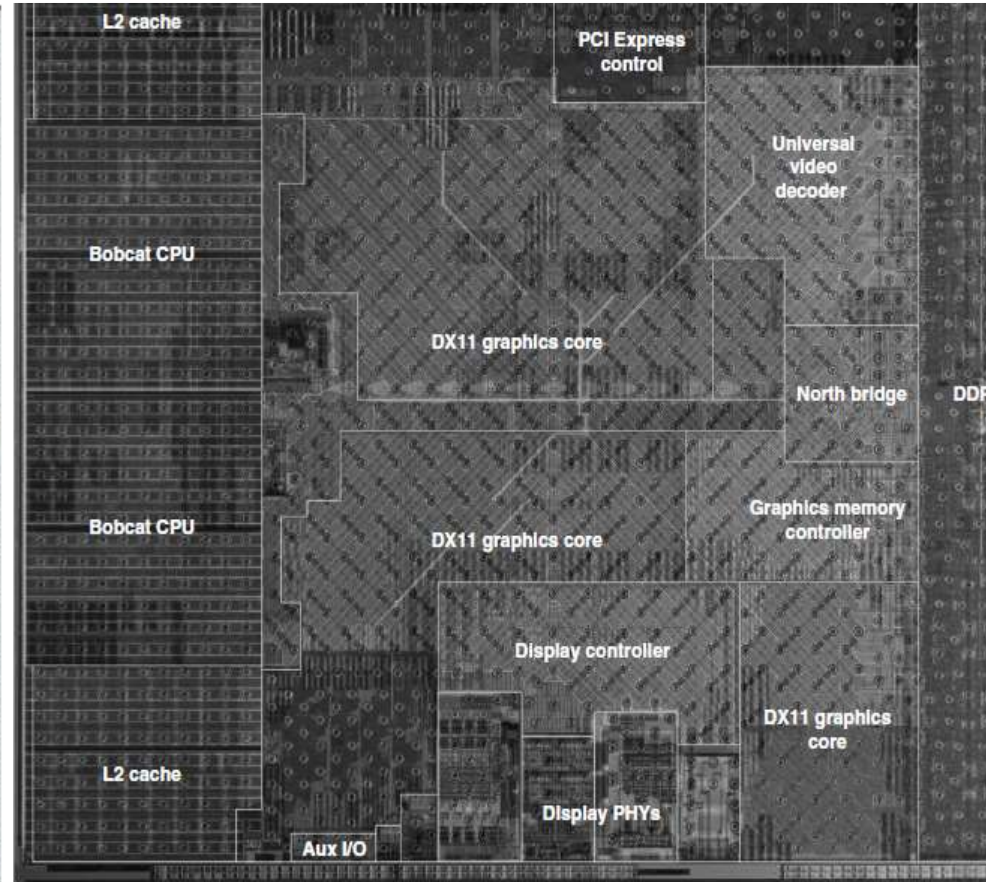 L2 cache
PCI Express
control
Universal
video
decoder
Bobcat CPU
DX11 graphics core
North bridge
DDR
Graphics memory
controller
Bobcat CPU
DX11 graphics core
Display controller
DX11 graphics
core
L2 cache
Display PHYs
Aux I/O